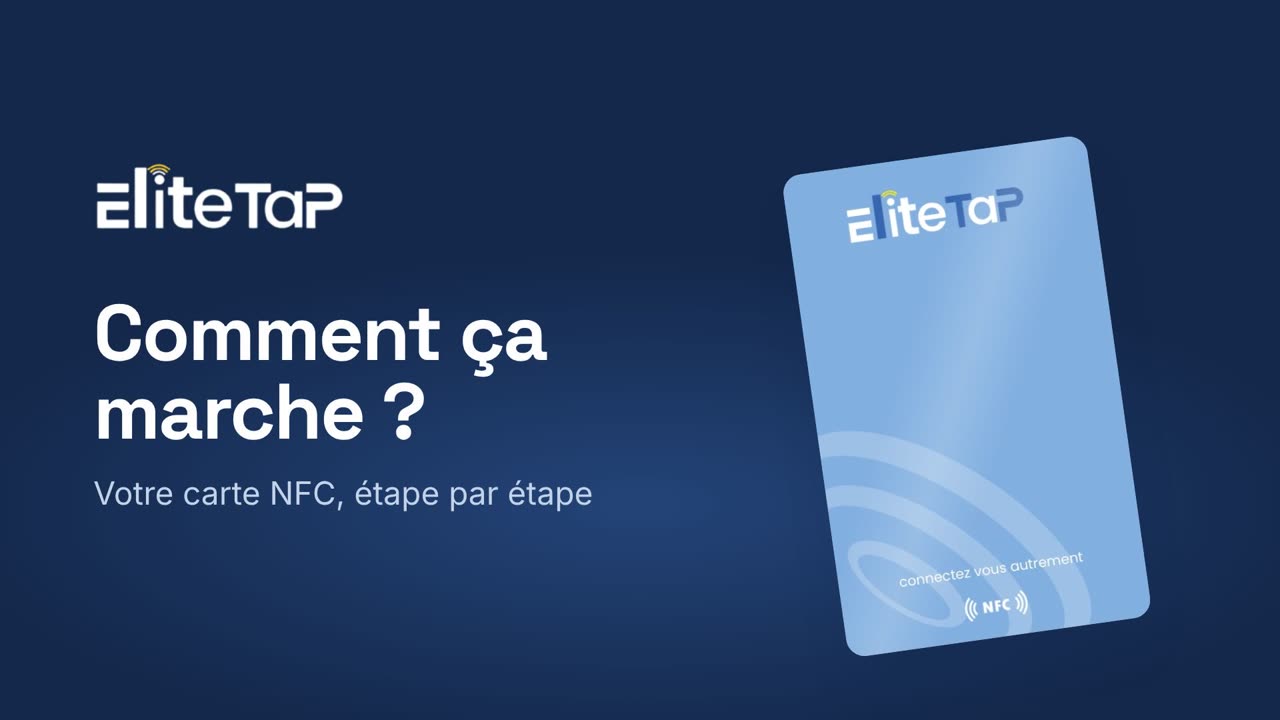 EliteTaP
Comment ça
marche ?
Votre carte NFC, étape par étape
EliteTaP
connectez vous autrement
NFC